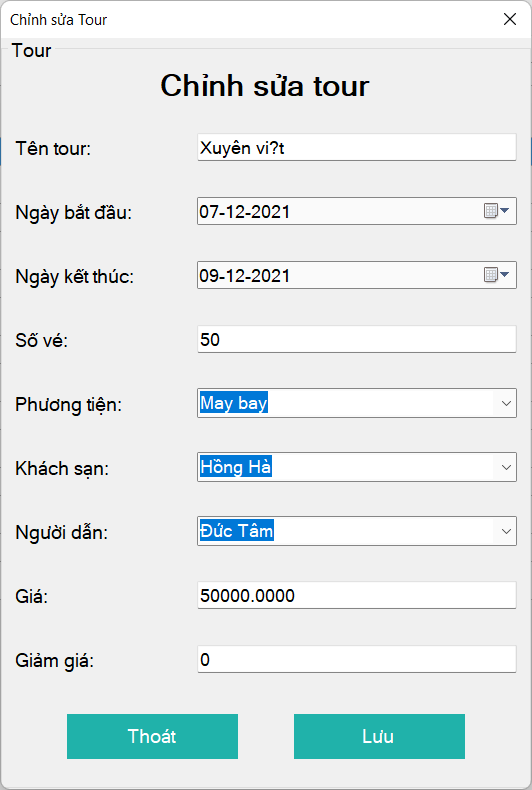 Chỉnh sửa Tour
Tour
Chỉnh sửa tour
Tên tour: Xuyên vi?t
Ngày bắt đầu: 07-12-2021
Ngày kết thúc: 09-12-2021
Số vé: 50
Phương tiện: May bay
Khách sạn: Hồng Hà
Người dẫn: Đức Tâm
Giá: 50000.0000
Giảm giá: 0
Thoát Lưu